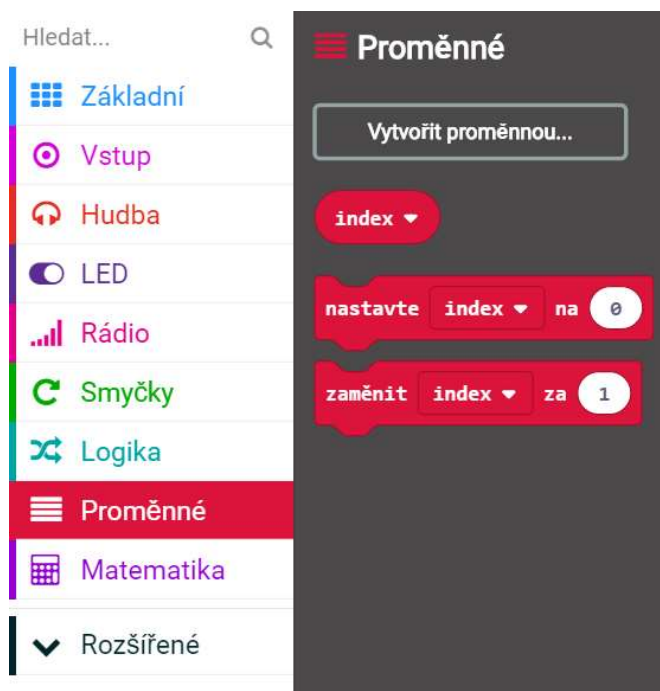 Hledat...
Základní
Vstup
Hudba
LED
Rádio
Smyčky
Logika
Proměnné
Matematika
Rozšířené
Proměnné
Vytvořit proměnnou...
index
nastavte index na 0
zaměnit index za 1